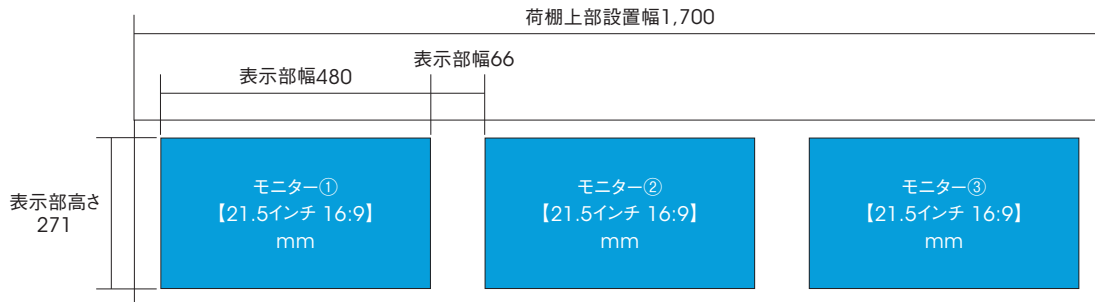 荷棚上部設置幅1,700
表示部幅66
表示部幅480
表示部高さ
271
モニター①
【21.5インチ 16:9】
mm
モニター②
【21.5インチ 16:9】
mm
モニター③
【21.5インチ 16:9】
mm